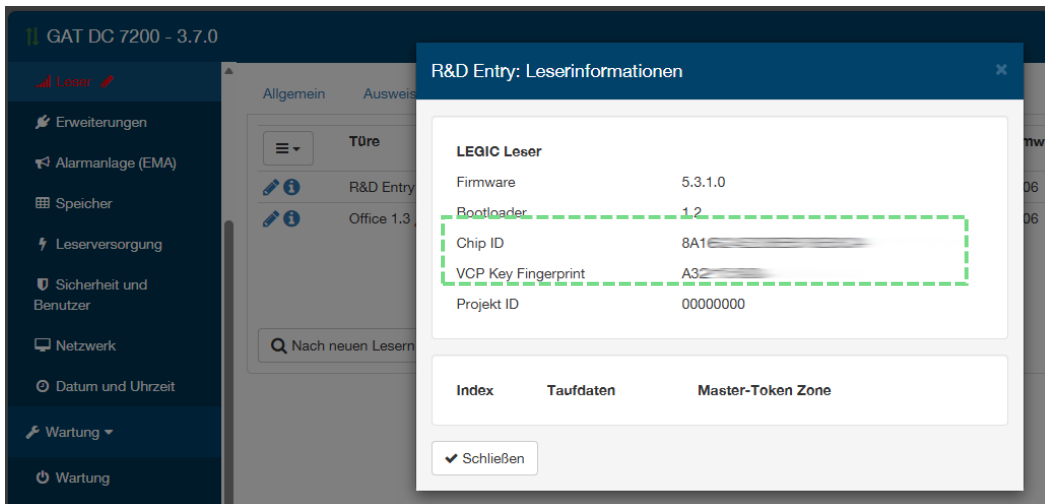 GAT DC 7200 - 3.7.0
Leser
Erweiterungen
Alarmanlage (EMA)
Speicher
Leserversorgung
Sicherheit und
Benutzer
Netzwerk
Datum und Uhrzeit
Wartung
Wartung
Allgemein Ausweis
Türe
R&D Entry 06
Office 1.3 06
Nach neuen Lesern
R&D Entry: Leserinformationen ×
LEGIC Leser
Firmware 5.3.1.0
Bootloader 1.2
Chip ID 8A16
VCP Key Fingerprint A32
Projekt ID 00000000
Index Taufdaten Master-Token Zone
Schließen